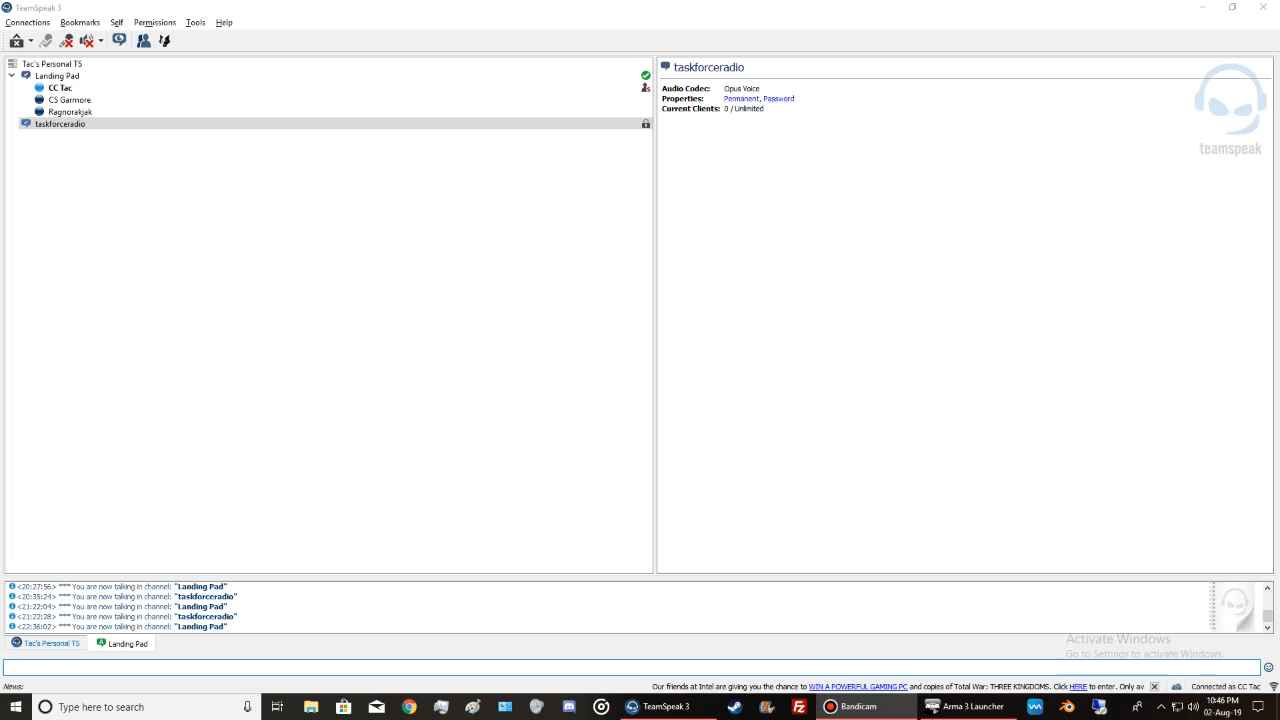 TeamSpeak 3
Connections Bookmarks Self Permissions Tools Help
Tac's Personal TS
Landing Pad
CC Tac
CS Garmore
Ragnorakjak
taskforceradio
taskforceradio
Audio Codec: Opus Voice
Properties: Permanent, Password
Current Clients: 0 / Unlimited
teamspeak
<20:27:56> *** You are now talking in channel: "Landing Pad"
<20:35:24> *** You are now talking in channel: "taskforceradio"
<21:22:04> *** You are now talking in channel: "Landing Pad"
<21:22:28> *** You are now talking in channel: "taskforceradio"
<22:36:02> *** You are now talking in channel: "Landing Pad"
Tac's Personal TS Landing Pad
Activate Windows
Go to Settings to activate Windows.
News: Our friends at Intel are giving you the chance to WIN A POWERFUL GAMING PC and copies of Total War: THREE KINGDOMS. Click HERE to enter. Only av Connected as CC Tac
Type here to search TeamSpeak 3 Bandicam Arma 3 Launcher 10:46 PM
02-Aug-19